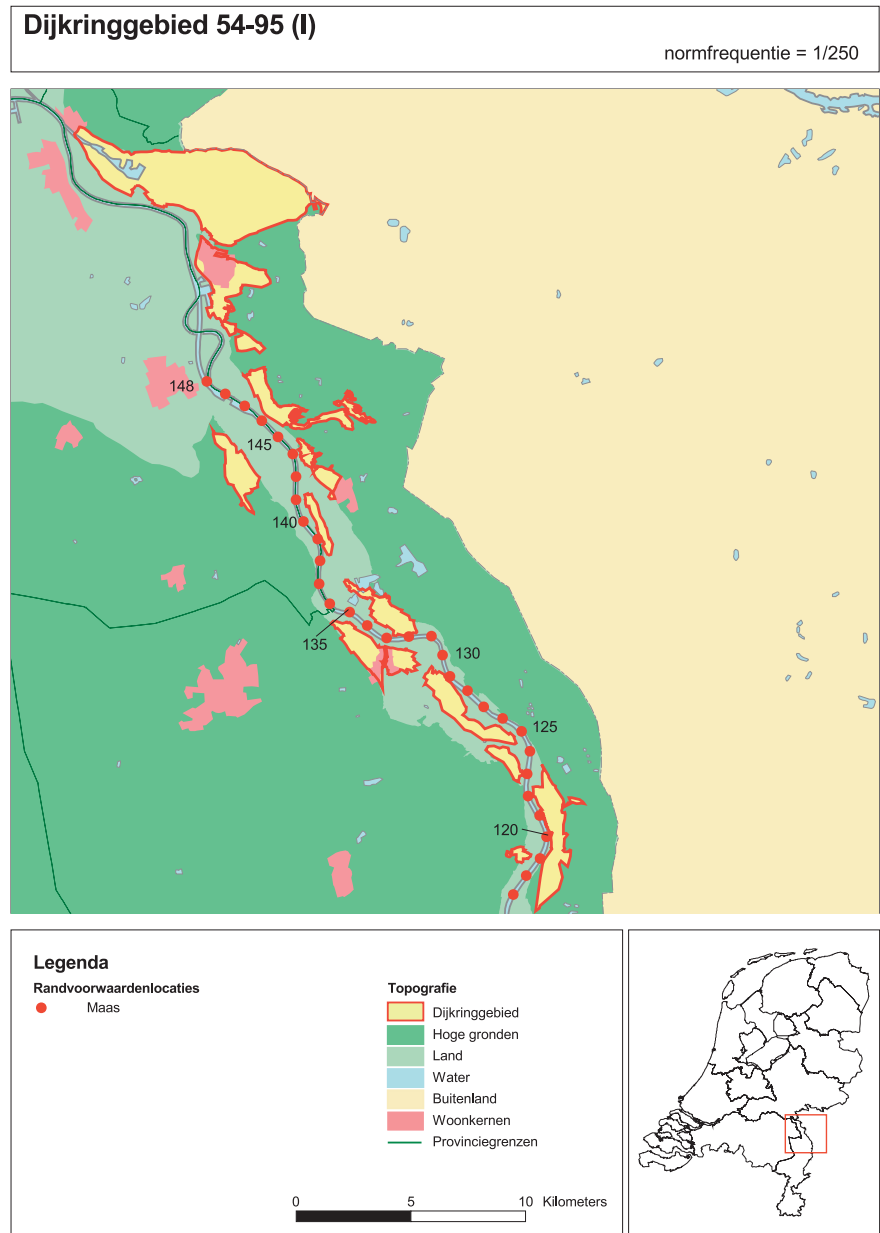 Dijkringgebied 54-95 (I)
normfrequentie = 1/250
148
145
140
135
130
125
120
Legenda
Randvoorwaardenlocaties
Maas
Topografie
Dijkringgebied
Hoge gronden
Land
Water
Buitenland
Woonkernen
Provinciegrenzen
0 5 10 Kilometers